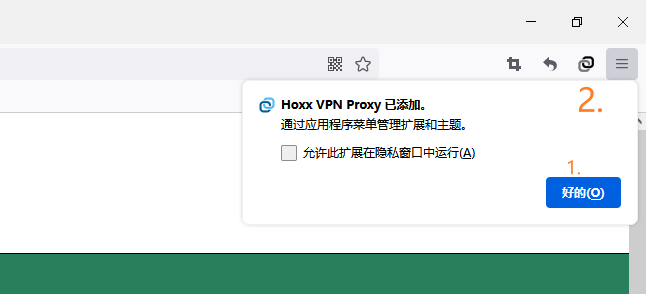 Hoxx VPN Proxy 已添加。
2.
通过应用程序菜单管理扩展和主题。
允许此扩展在隐私窗口中运行(A)
1.
好的(O)